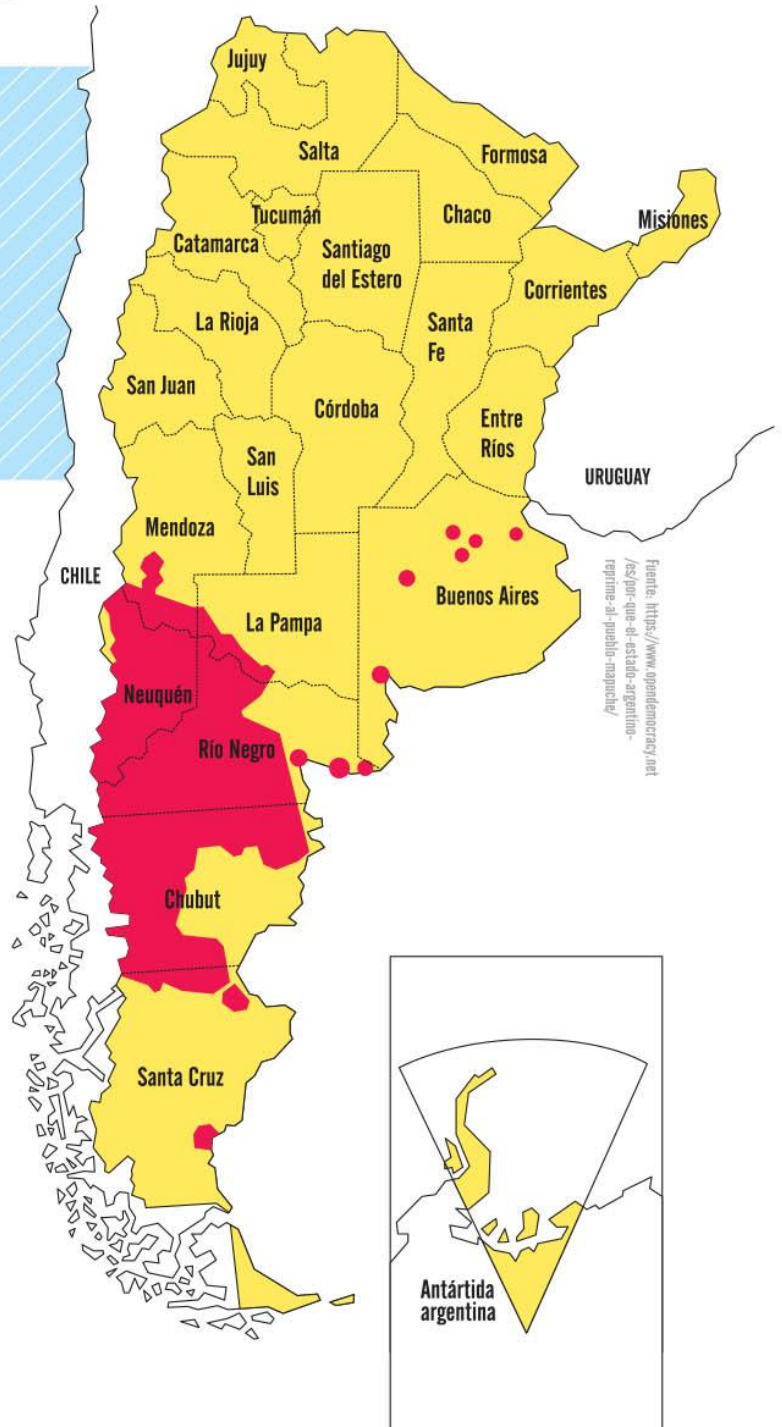 Jujuy
Salta
Formosa
Chaco
Misiones
Tucumán
Catamarca
Santiago
del Estero
Corrientes
La Rioja
Santa
Fe
San Juan
Córdoba
Entre
Ríos
San
Luis
URUGUAY
Mendoza
CHILE
Buenos Aires
La Pampa
Neuquén
Río Negro
Chubut
Santa Cruz
Antártida
argentina
Fuente: https://www.opendemocracy.net
/es/por-que-el-estado-argentino-
reprime-al-pueblo-mapuche/